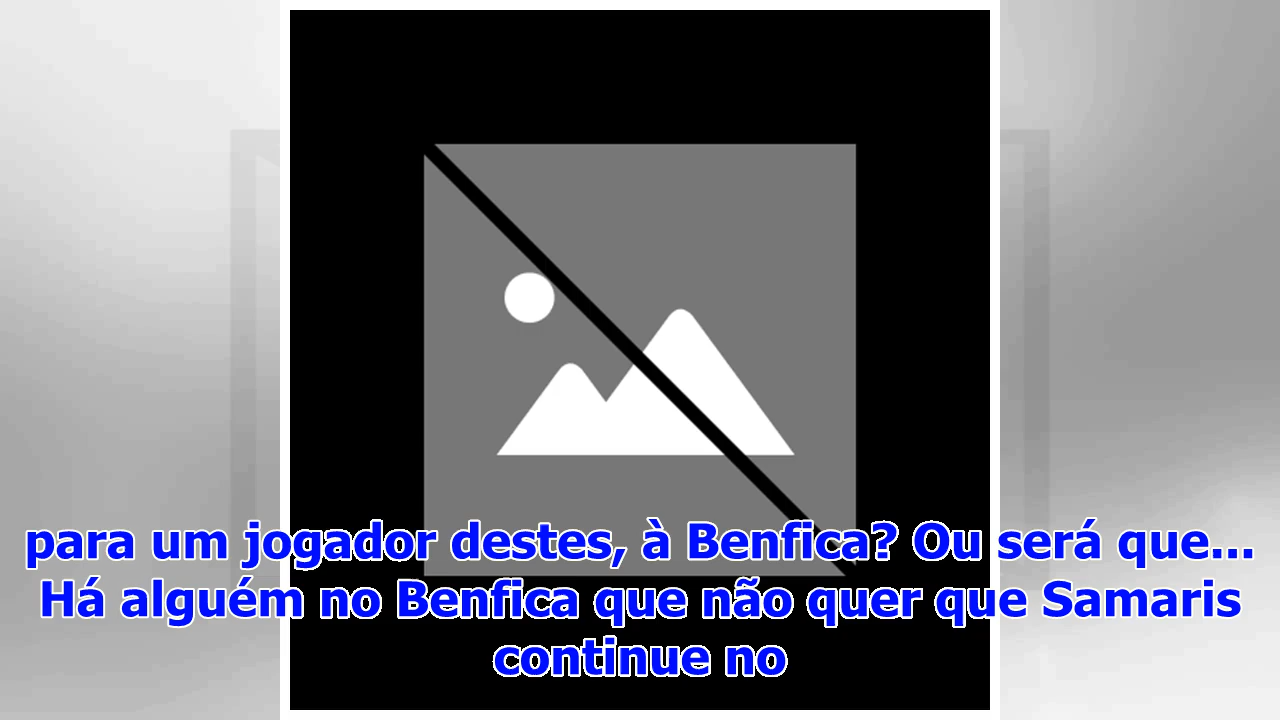 para um jogador destes, à Benfica? Ou será que...
Há alguém no Benfica que não quer que Samaris
continue no